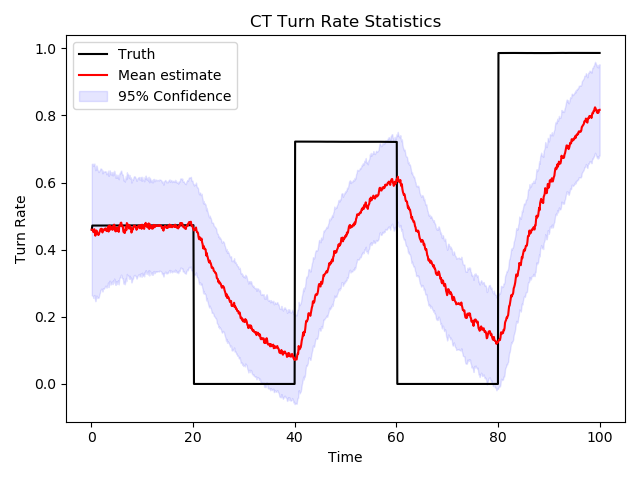 CT Turn Rate Statistics
Truth
Mean estimate
95% Confidence
Turn Rate
1.0
0.8
0.6
0.4
0.2
0.0
0 20 40 60 80 100
Time